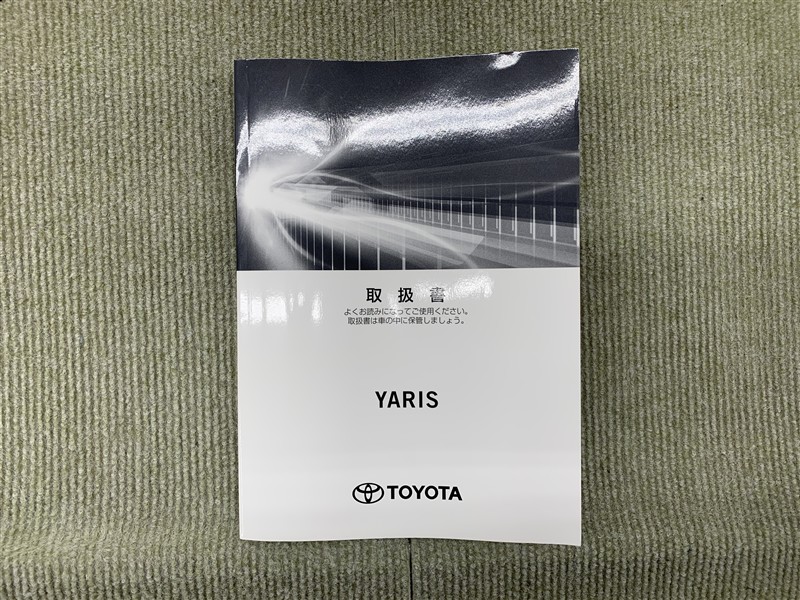 取扱書
よくお読みになってご使用ください。
取扱書は車の中に保管しましょう。
YARIS
TOYOTA